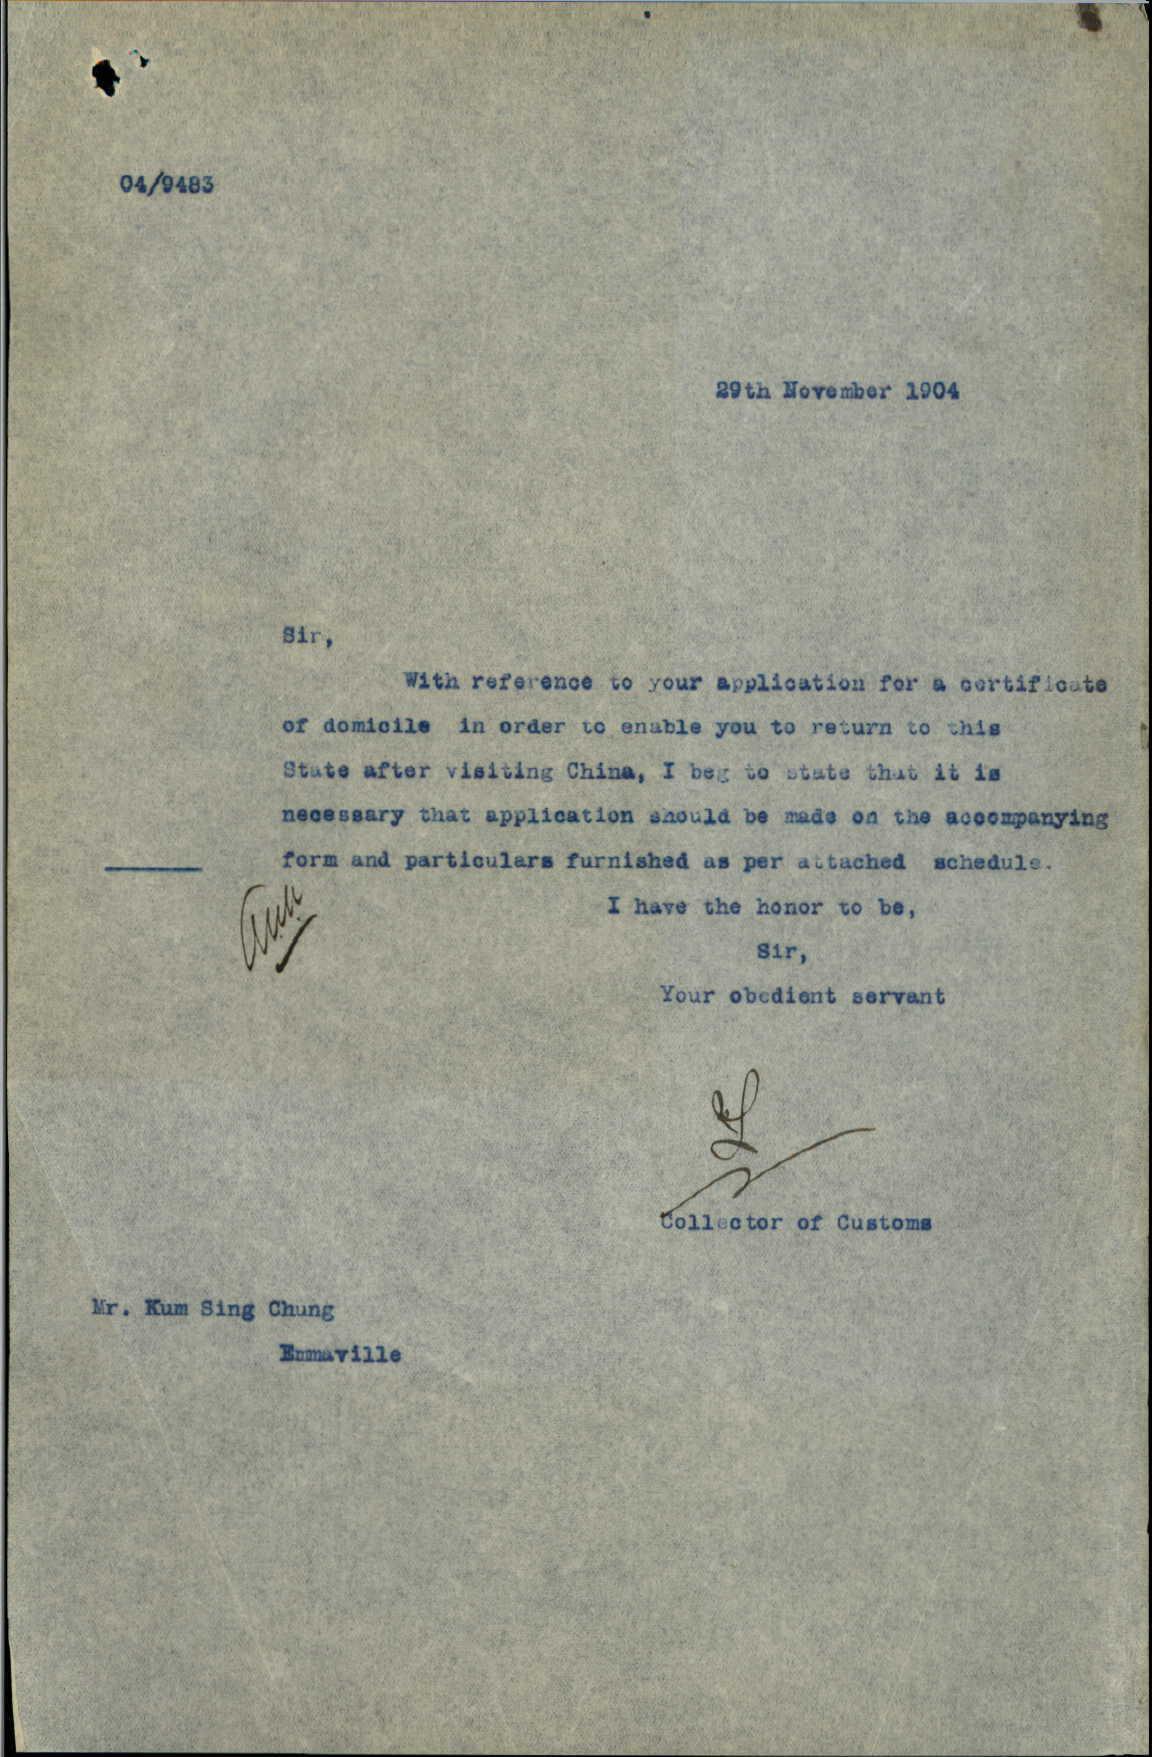 04/9483
29th November 1904
Sir,
With reference to your application for a certificate
of domicile in order to enable you to return to this
State after visiting China, I beg to state that it is
necessary that application should be made on the accompanying
form and particulars furnished as per attached schedule.
I have the honor to be,
Sir,
Your obedient servant
Collector of Customs
Mr. Kum Sing Chung
Emmaville